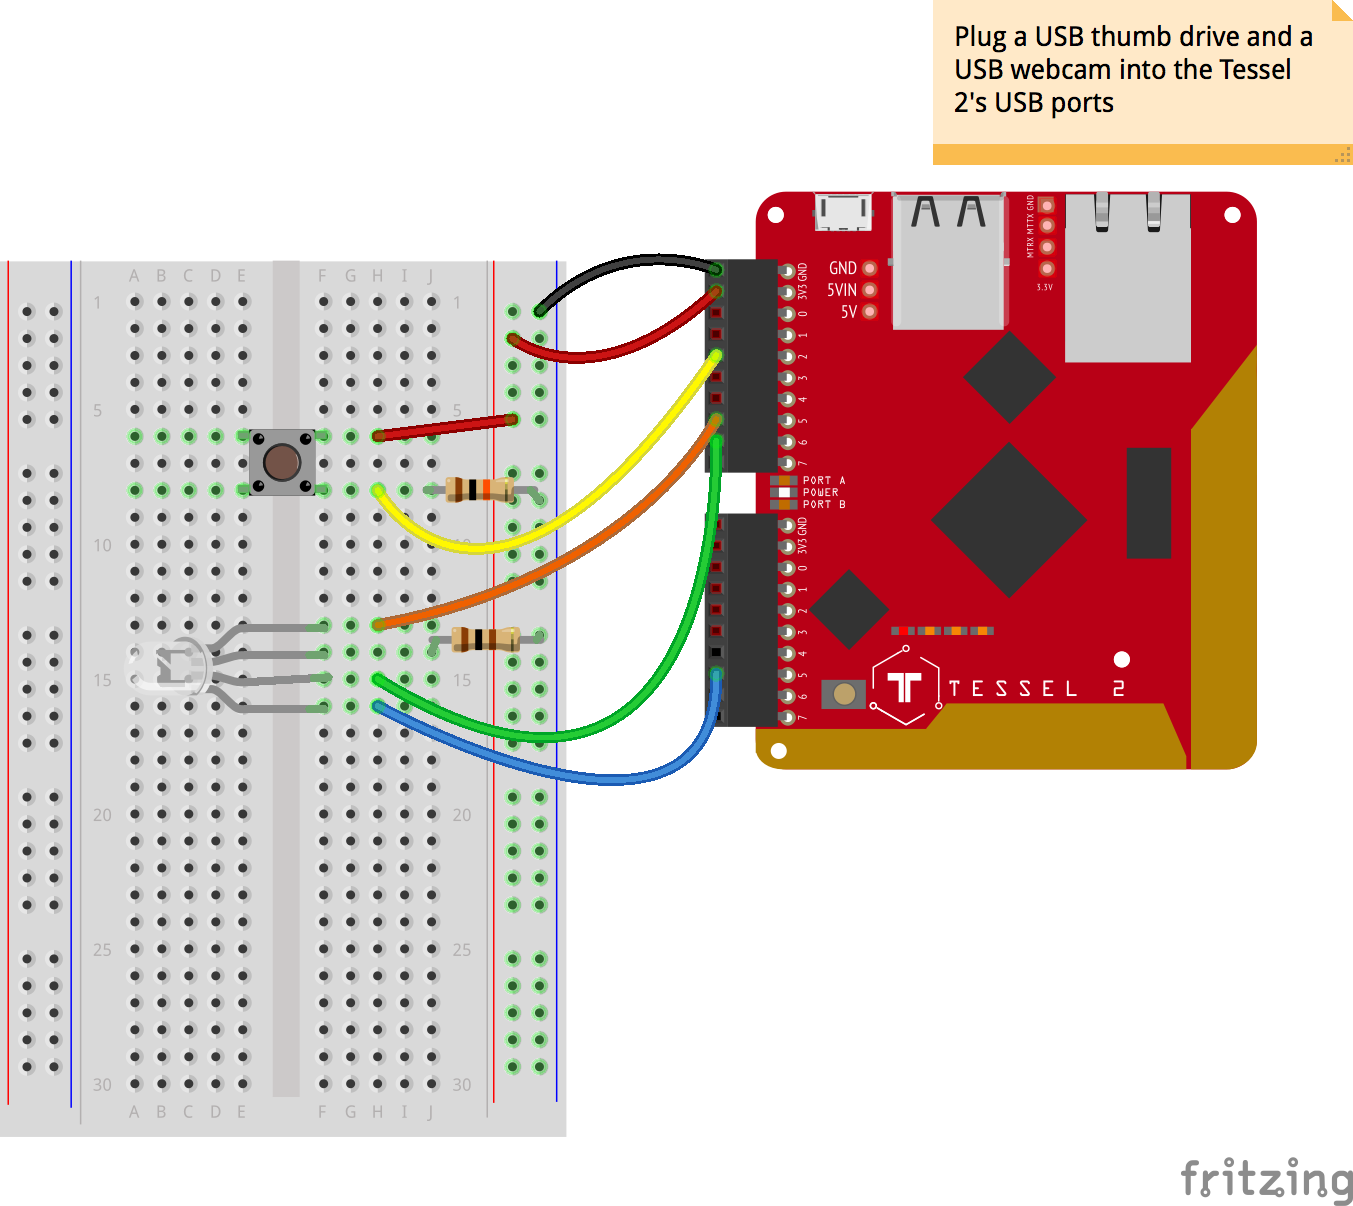 Plug a USB thumb drive and a
USB webcam into the Tessel
2's USB ports
MTRX MTTX GND
3.3V
GND
5VIN
5V
GND
3V3
0
1
2
3
4
5
6
7
PORT A
POWER
PORT B
GND
3V3
0
1
2
3
4
5
6
7
TESSEL 2
A B C D E F G H I J
1 1
5 5
10 10
15 15
20 20
25 25
30 30
A B C D E F G H I J
fritzing